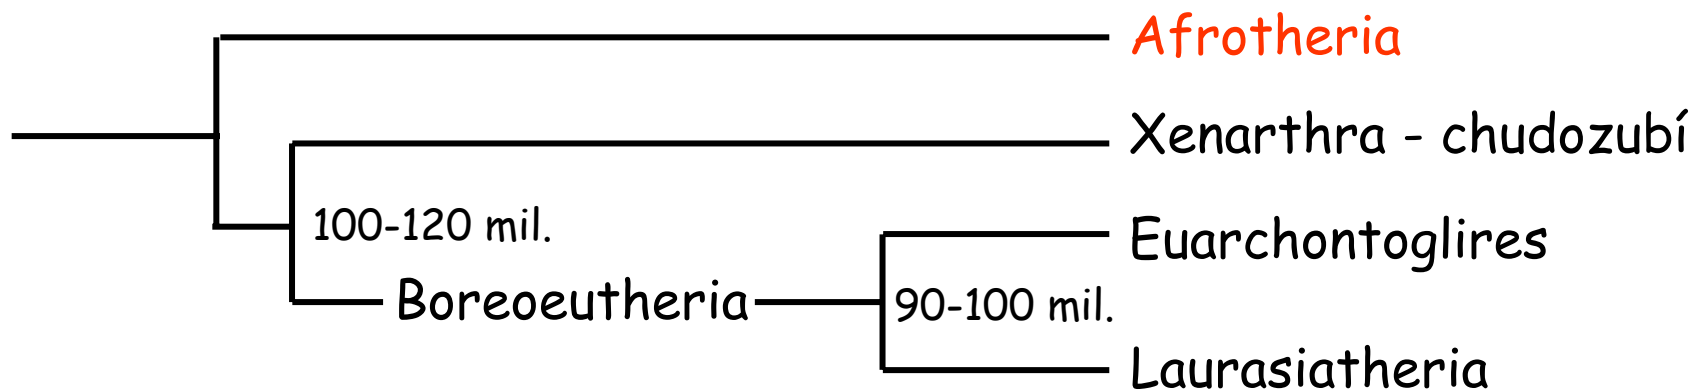 Afrotheria
Xenarthra - chudozubí
100-120 mil.
Euarchontoglires
Boreoeutheria
90-100 mil.
Laurasiatheria